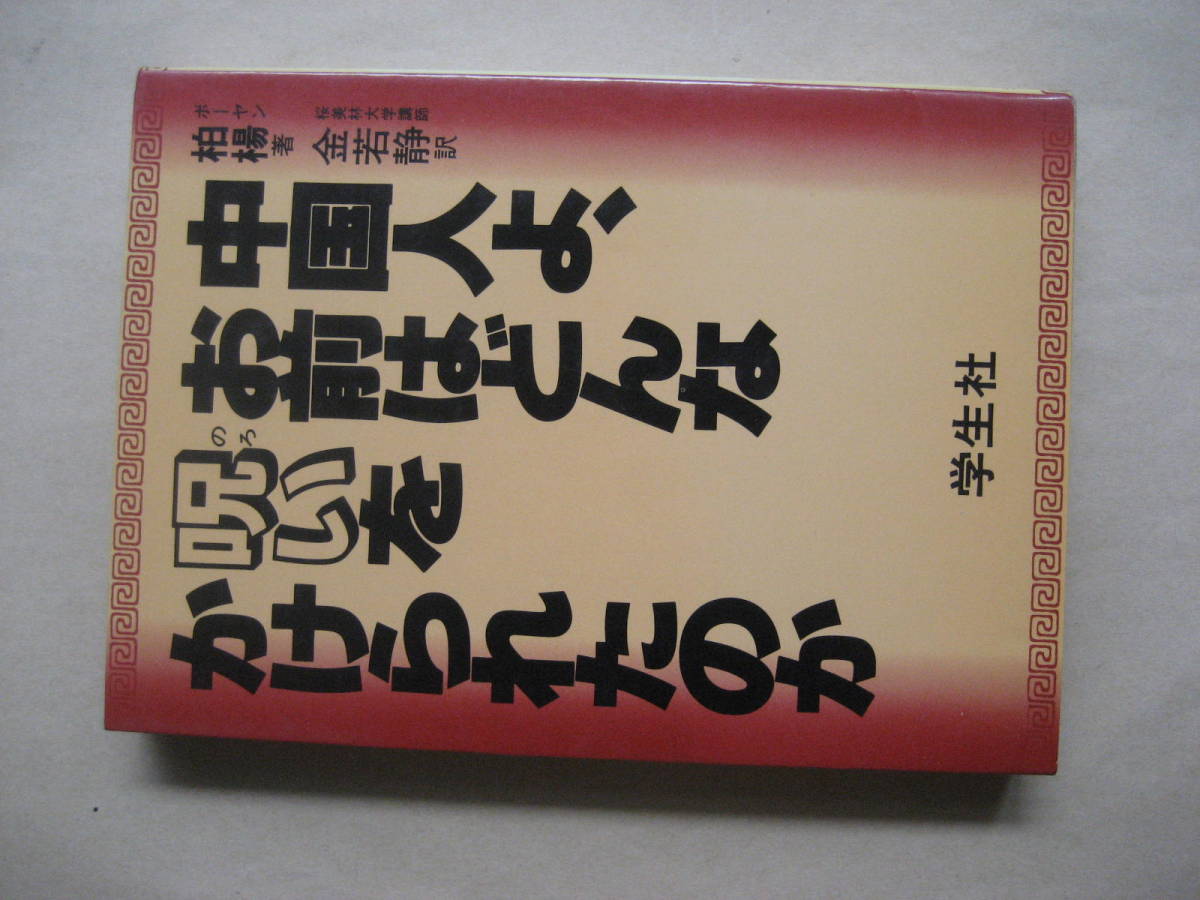 ボーヤン
柏楊著
桜美林大学講師
金若静訳
中国人よ、
お前はどんな
のろ
呪いを
かけられたのか
学生社